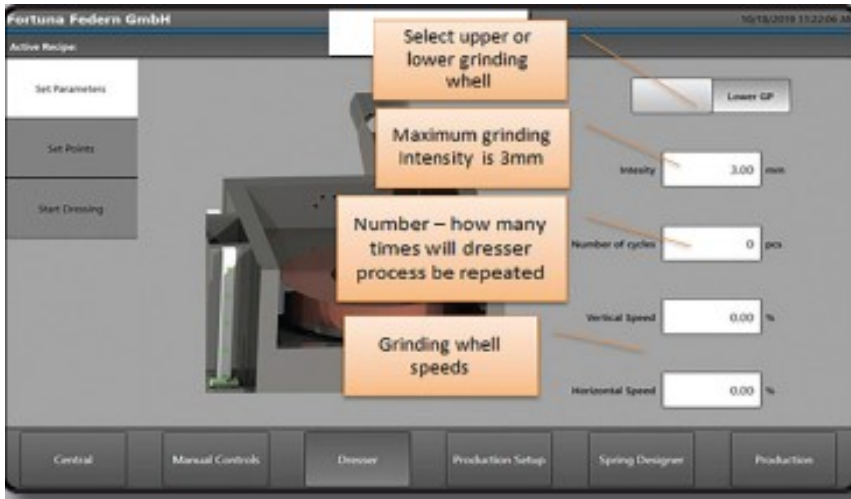 Fortuna Federn GmbH
10/18/2019 11:22:06 AM
Active Recipe:
Select upper or
lower grinding
whell
Set Parameters
Lower GP
Maximum grinding
Intensity is 3mm
Set Points
Intesity 3.00 mm
Start Dressing
Number – how many
times will dresser
process be repeated
Number of cycles 0 pcs
Vertical Speed 0.00 %
Grinding whell
speeds
Horizontal Speed 0.00 %
Central
Manual Controls
Dresser
Production Setup
Spring Designer
Production